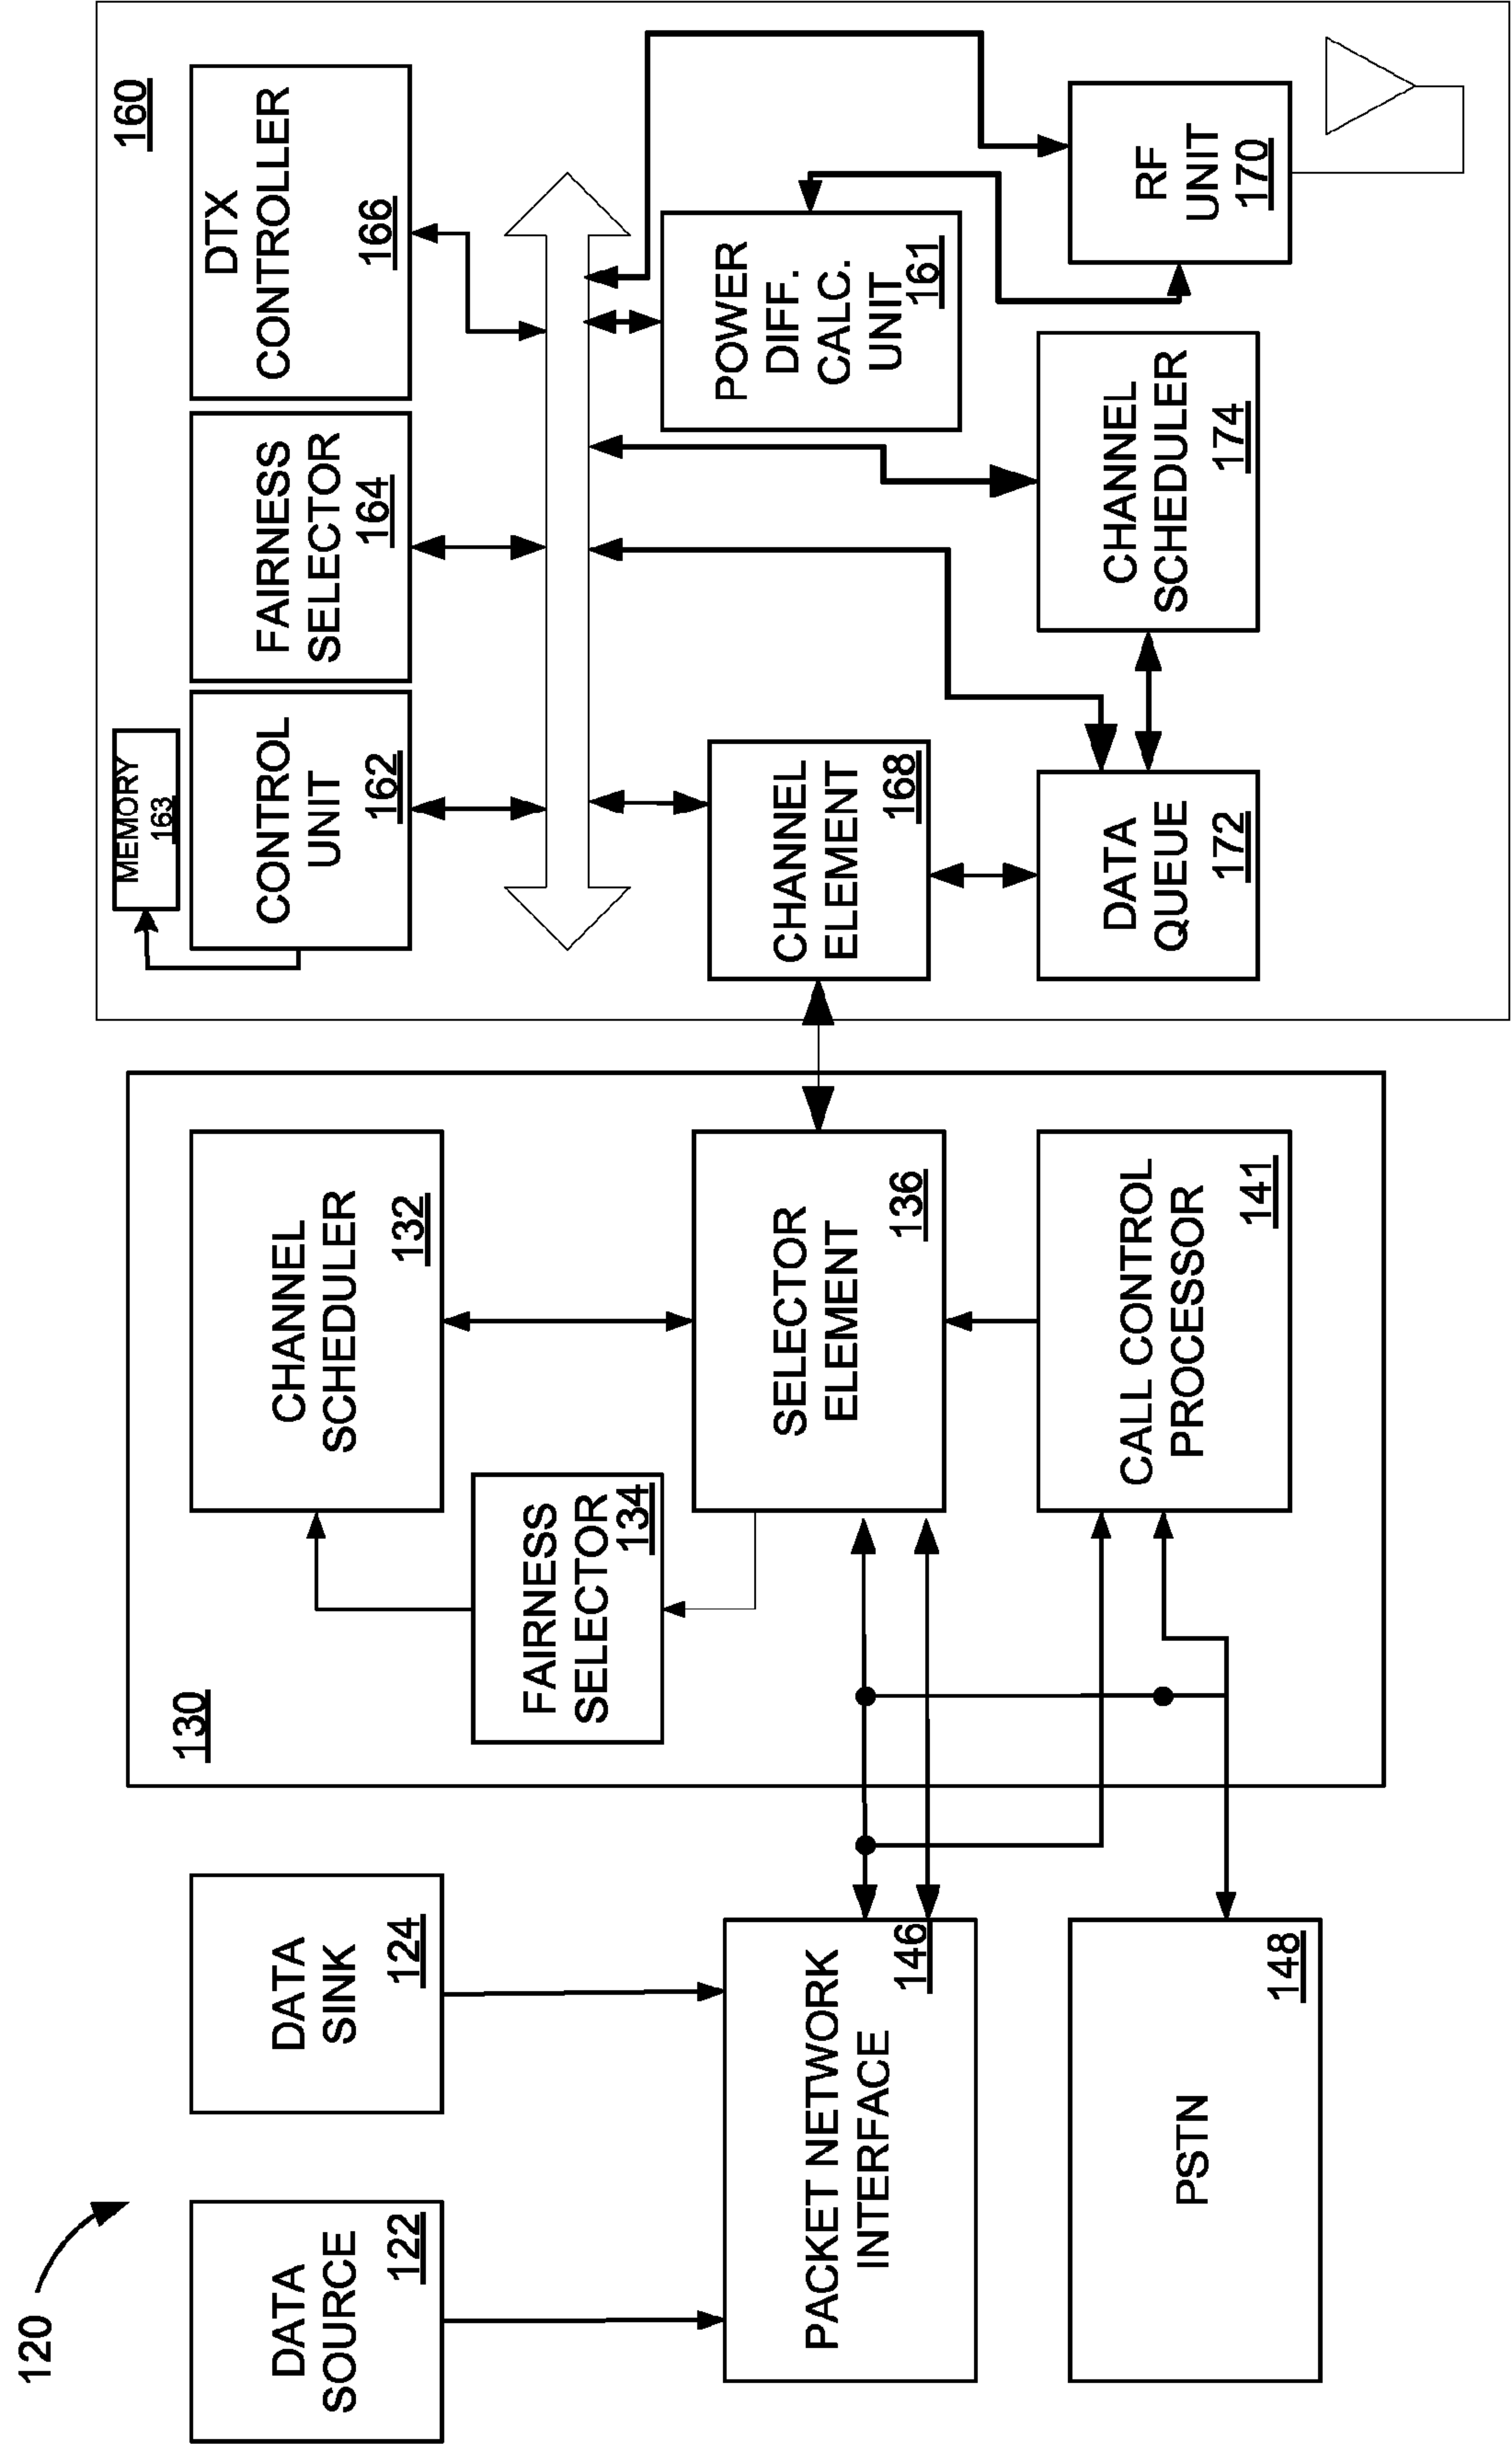 120
DATA
SOURCE
122
DATA
SINK
124
PACKET NETWORK
INTERFACE
146
PSTN
148
130
CHANNEL
SCHEDULER
132
FAIRNESS
SELECTOR
134
SELECTOR
ELEMENT
136
CALL CONTROL
PROCESSOR
141
160
MEMORY
163
CONTROL
UNIT
162
FAIRNESS
SELECTOR
164
DTX
CONTROLLER
166
CHANNEL
ELEMENT
168
POWER
DIFF.
CALC.
UNIT
161
DATA
QUEUE
172
CHANNEL
SCHEDULER
174
RF
UNIT
170